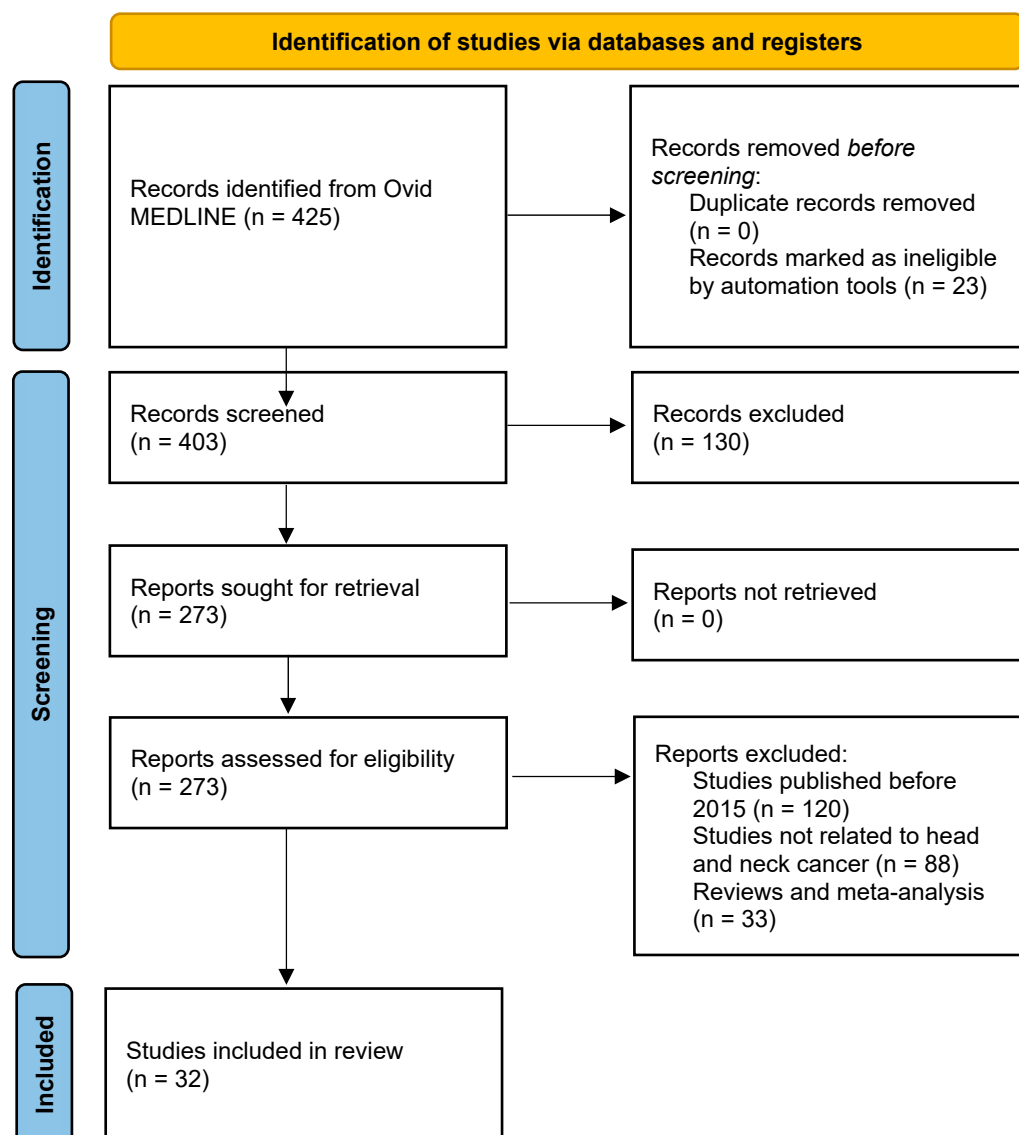 Identification of studies via databases and registers
Identification
Records identified from Ovid
MEDLINE (n = 425)
Records removed before
screening:
Duplicate records removed
(n = 0)
Records marked as ineligible
by automation tools (n = 23)
Screening
Records screened
(n = 403)
Records excluded
(n = 130)
Reports sought for retrieval
(n = 273)
Reports not retrieved
(n = 0)
Reports assessed for eligibility
(n = 273)
Reports excluded:
Studies published before
2015 (n = 120)
Studies not related to head
and neck cancer (n = 88)
Reviews and meta-analysis
(n = 33)
Included
Studies included in review
(n = 32)